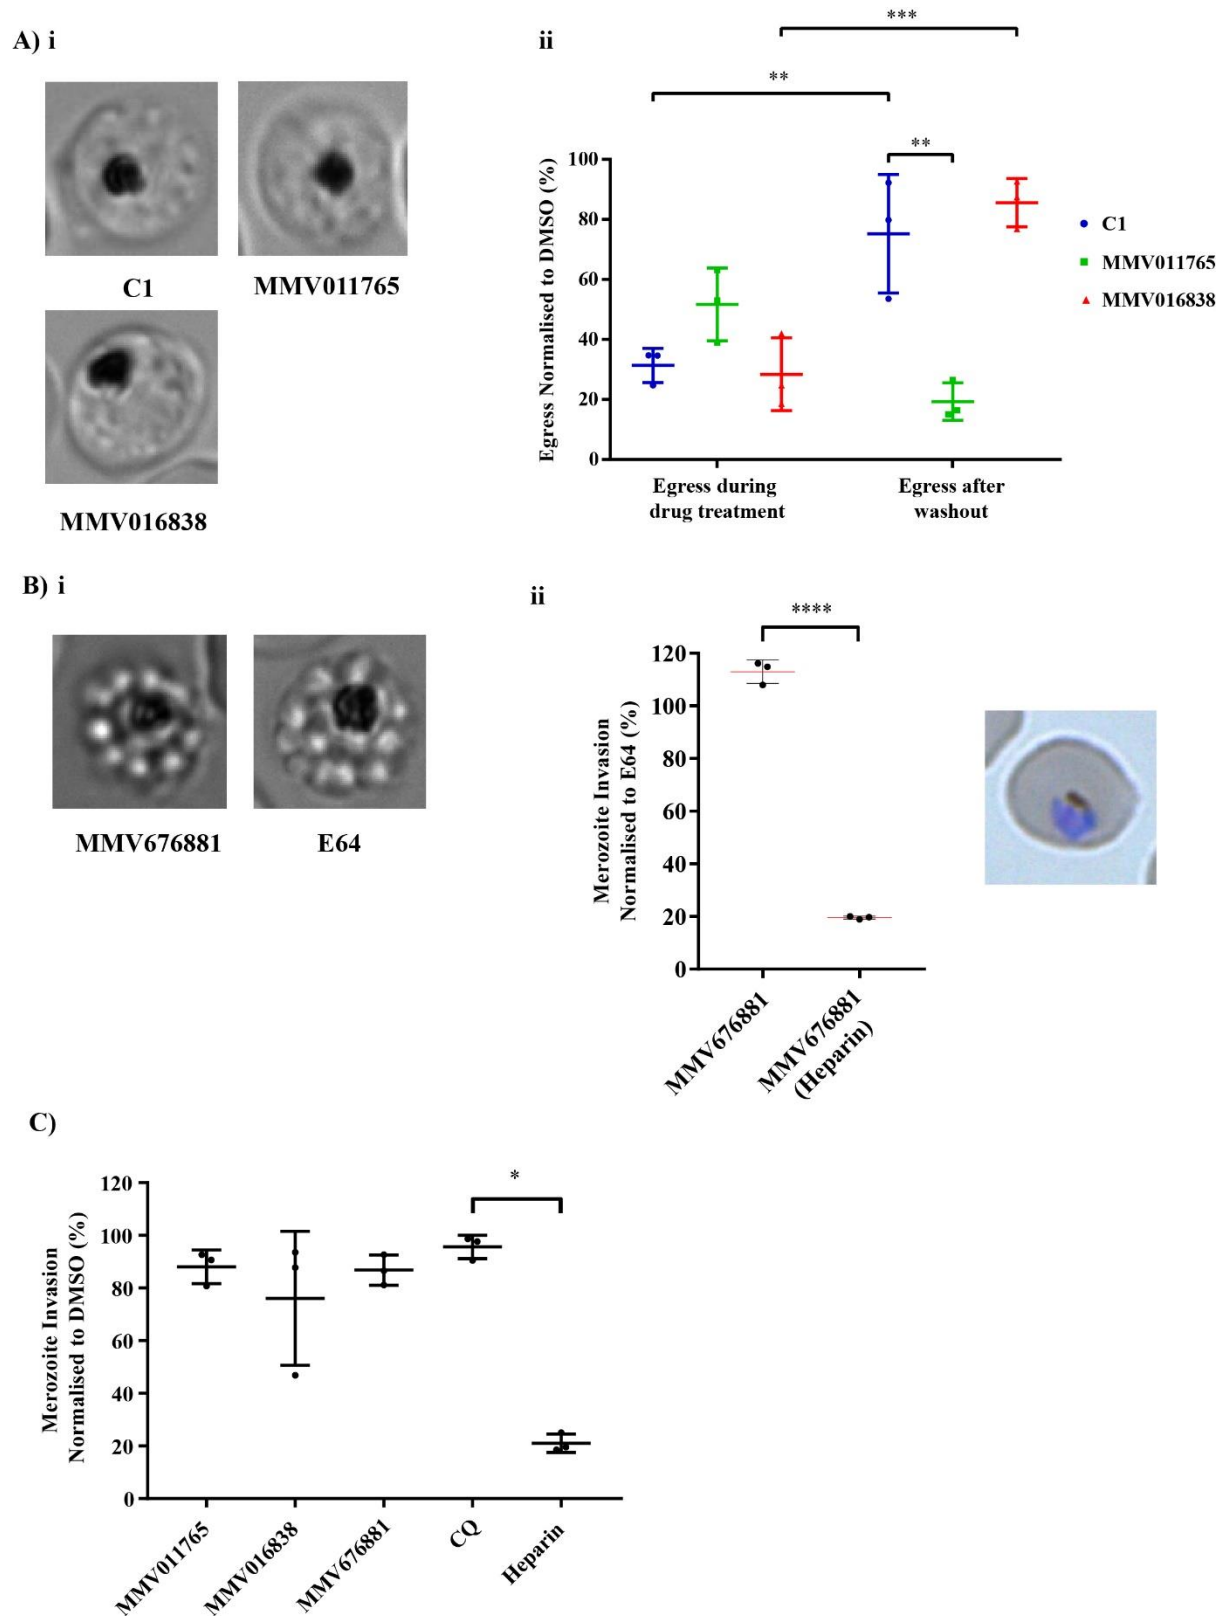 A) i
C1
MMV011765
MMV016838
ii
***
**
**
Egress Normalised to DMSO (%)
100
80
60
40
20
0
Egress during
drug treatment
Egress after
washout
C1
MMV011765
MMV016838
B) i
MMV676881
E64
ii
****
Merozoite Invasion
Normalised to E64 (%)
120
100
80
60
40
20
0
MMV676881
MMV676881
(Heparin)
C)
*
Merozoite Invasion
Normalised to DMSO (%)
120
100
80
60
40
20
0
MMV011765
MMV016838
MMV676881
CQ
Heparin